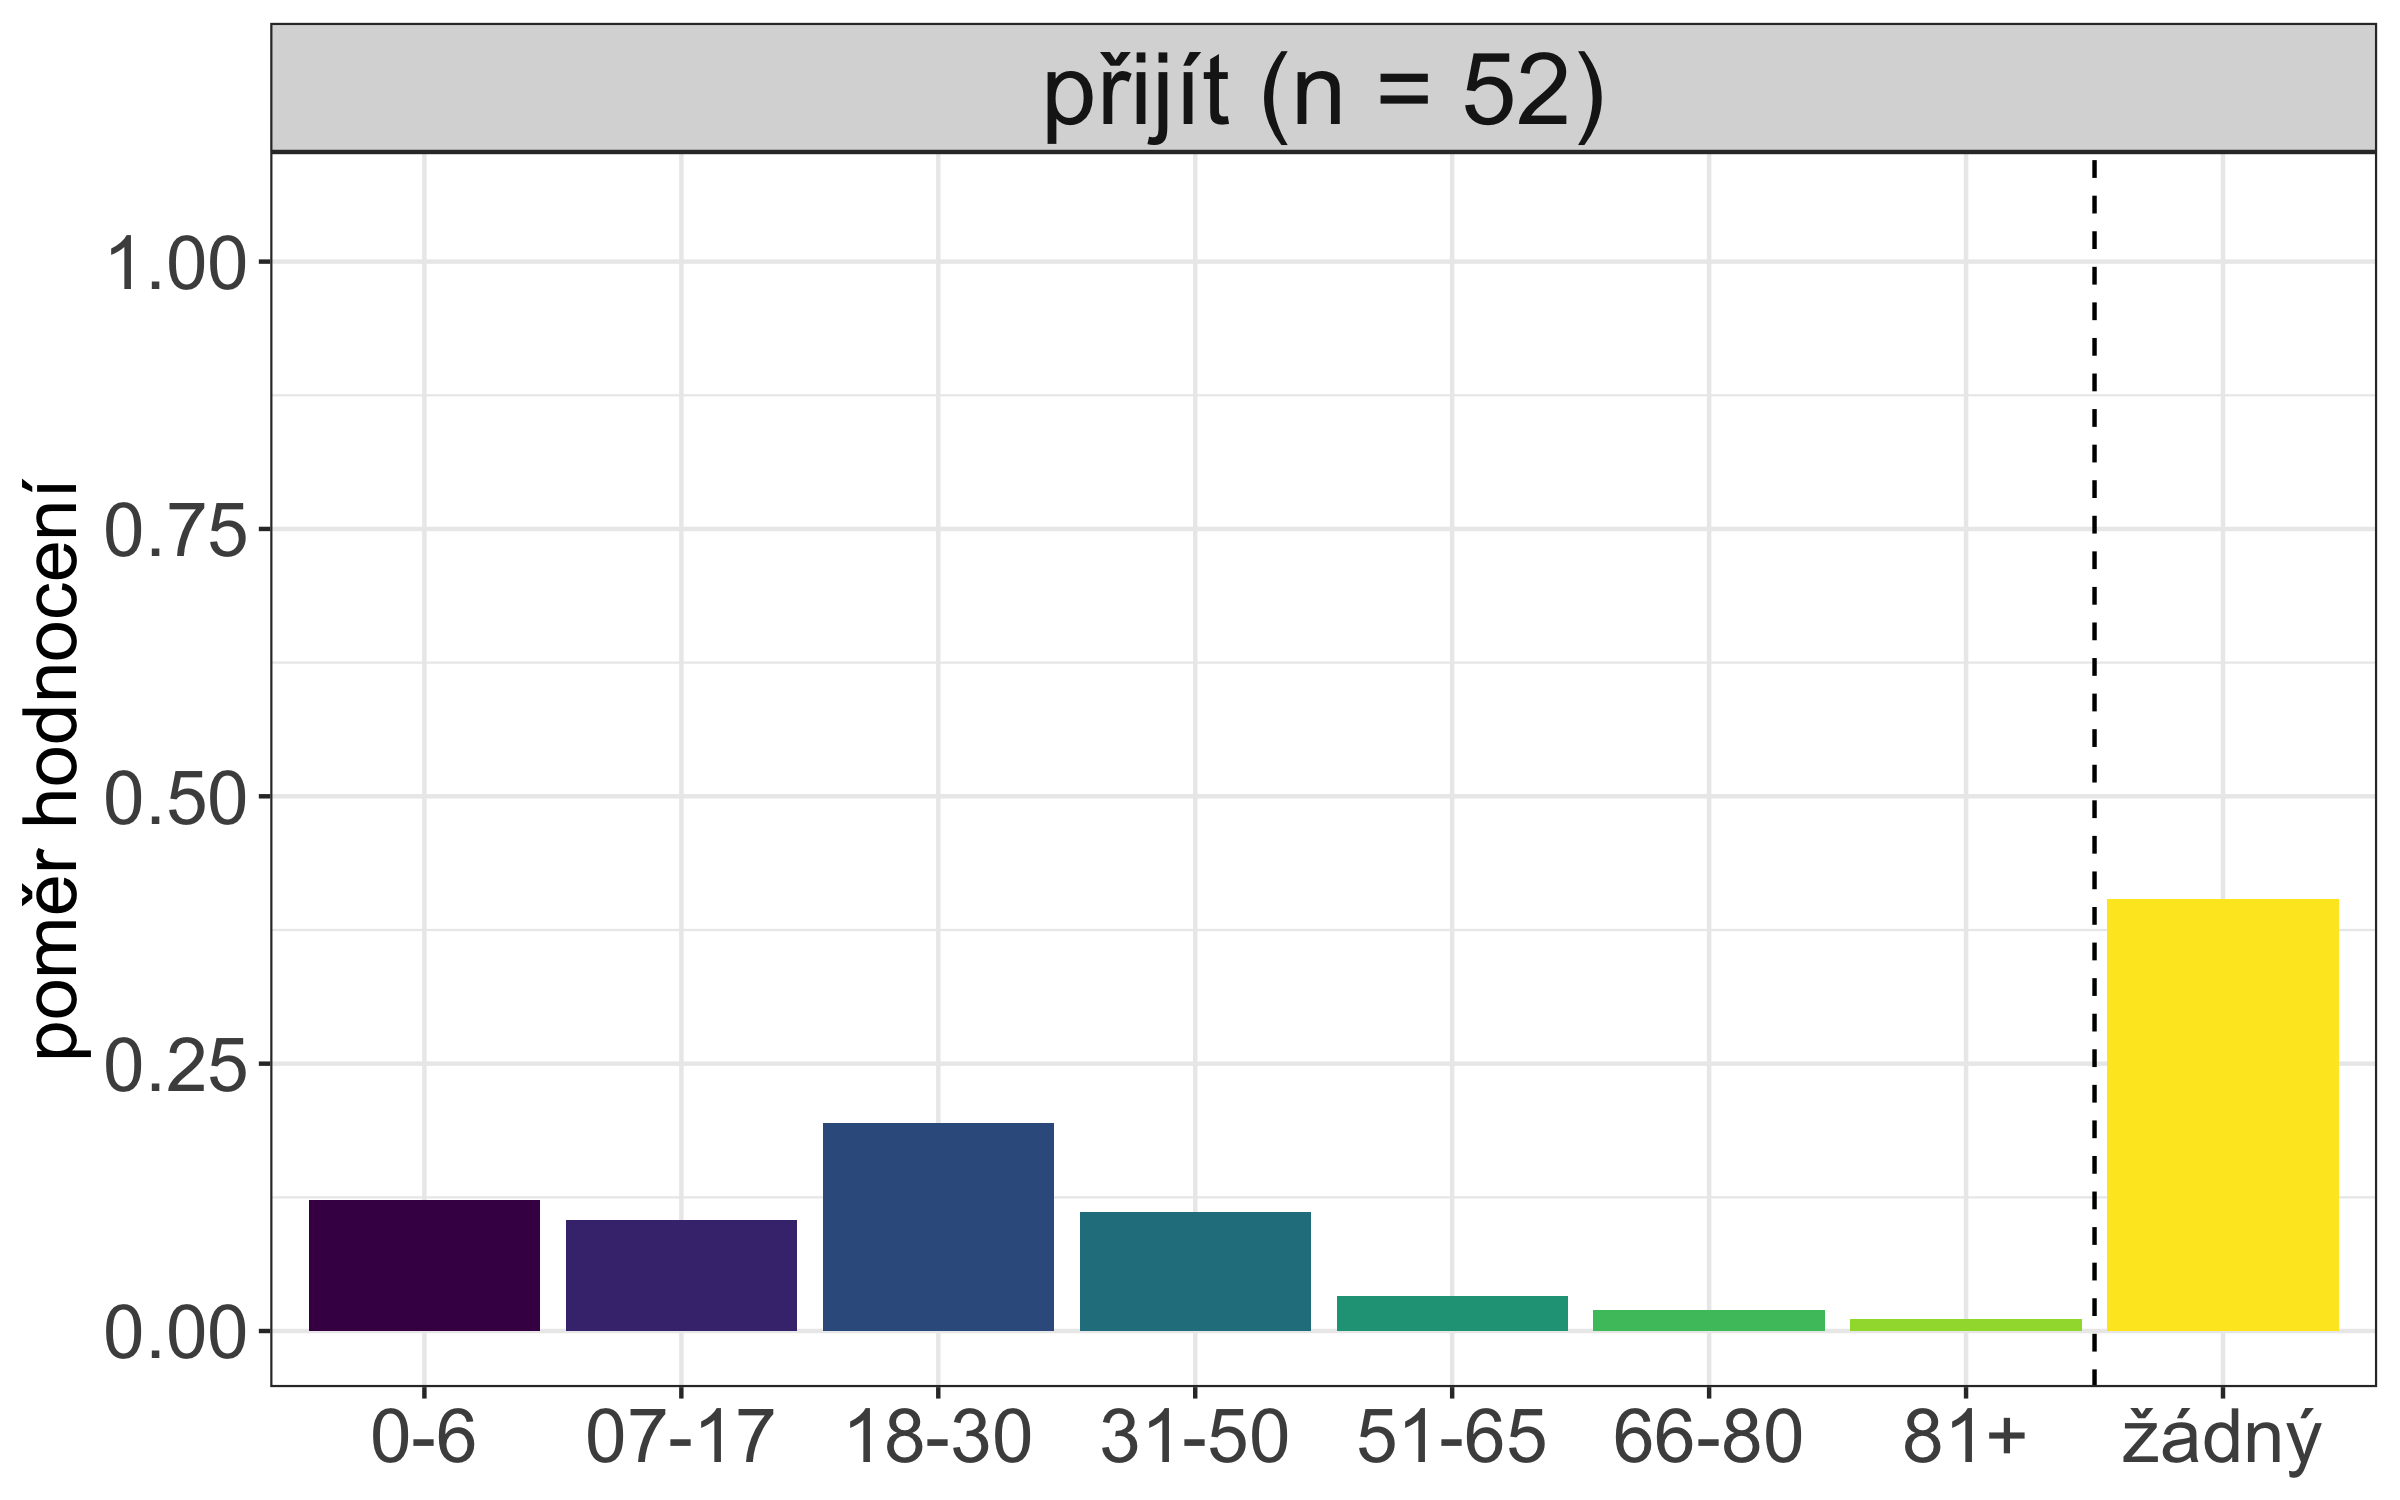 přijít (n = 52)
poměr hodnocení
1.00
0.75
0.50
0.25
0.00
0-6 07-17 18-30 31-50 51-65 66-80 81+ žádný